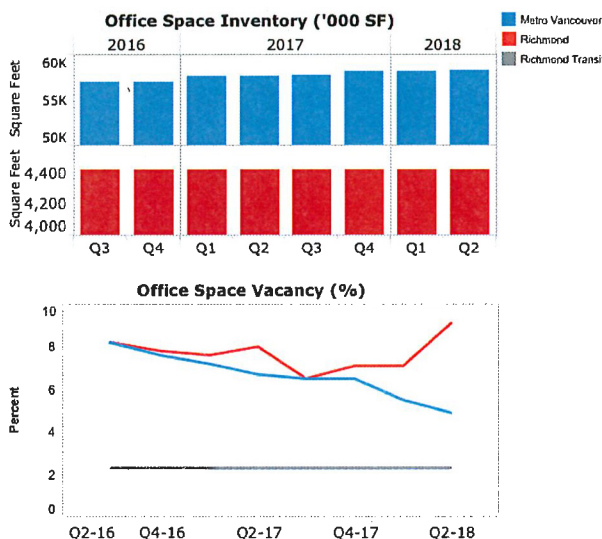 Office Space Inventory ('000 SF)
Metro Vancouver
Richmond
Richmond Transi
2016 2017 2018
Square Feet
60K
55K
50K
Square Feet
4,400
4,200
4,000
Q3 Q4 Q1 Q2 Q3 Q4 Q1 Q2
Office Space Vacancy (%)
Percent
10
8
6
4
2
0
Q2-16 Q4-16 Q2-17 Q4-17 Q2-18